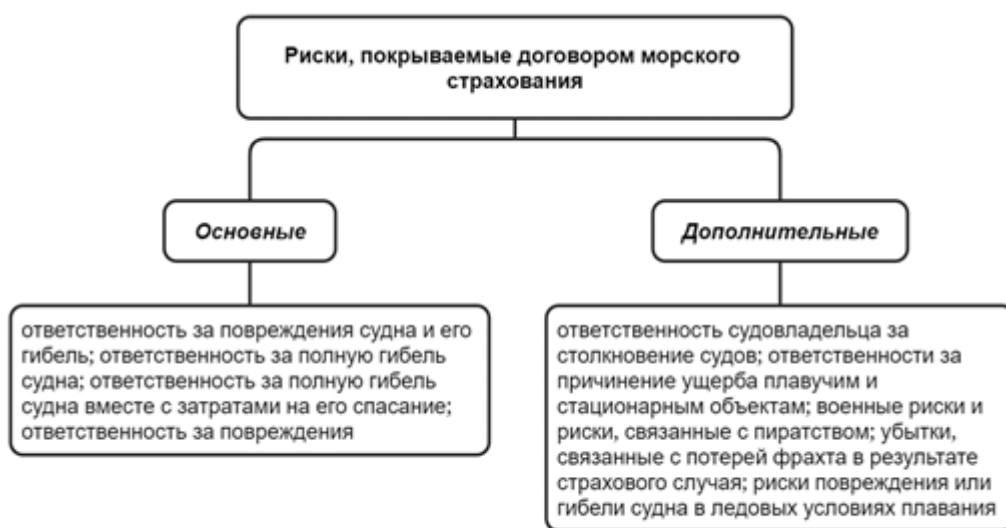 Риски, покрываемые договором морского
страхования
Основные
Дополнительные
ответственность за повреждения судна и его
гибель; ответственность за полную гибель
судна; ответственность за полную гибель
судна вместе с затратами на его спасание;
ответственность за повреждения
ответственность судовладельца за
столкновение судов; ответственности за
причинение ущерба плавучим и
стационарным объектам; военные риски и
риски, связанные с пиратством; убытки,
связанные с потерей фрахта в результате
страхового случая; риски повреждения или
гибели судна в ледовых условиях плавания